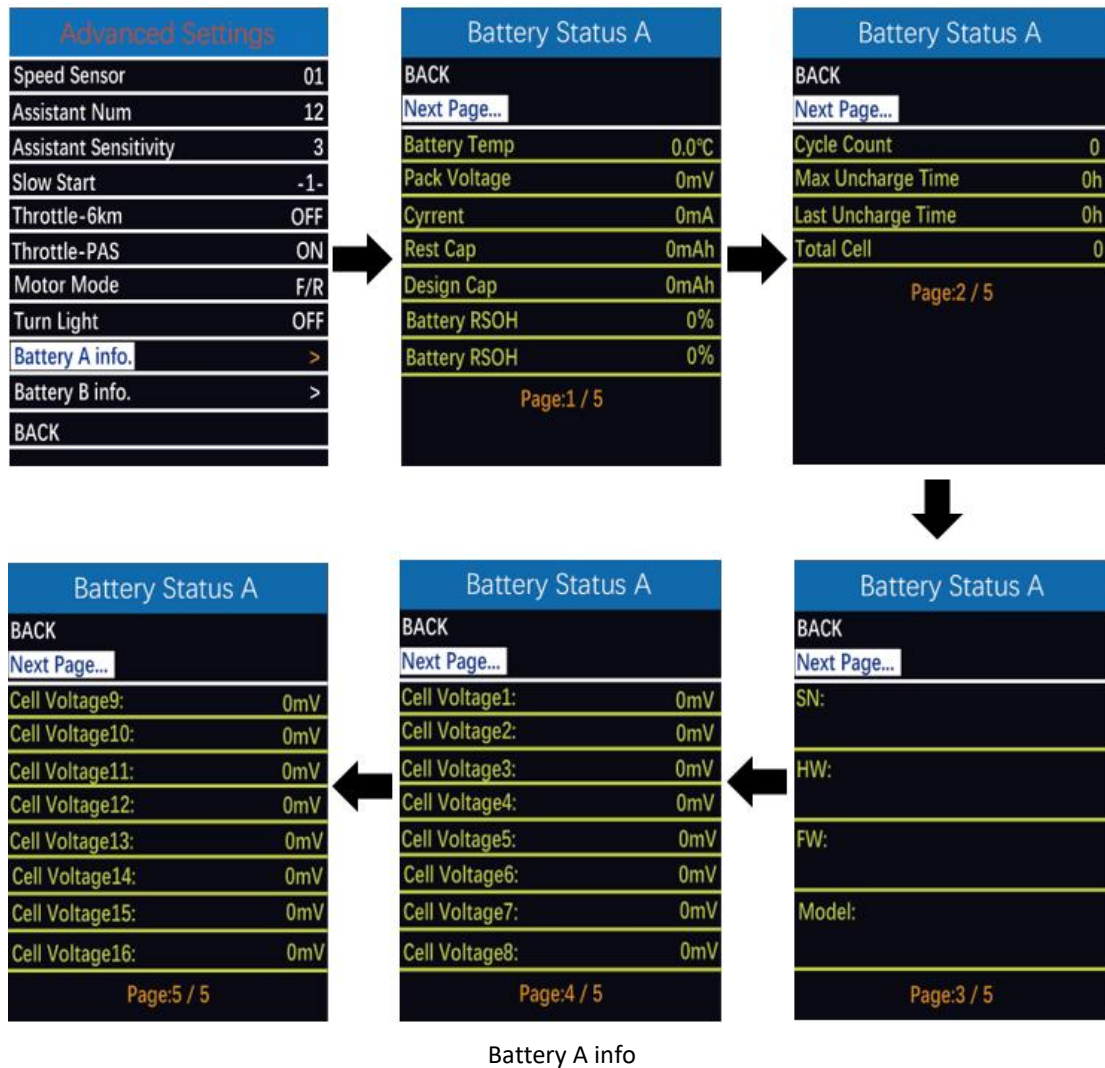 Advanced Settings
Speed Sensor 01
Assistant Num 12
Assistant Sensitivity 3
Slow Start -1-
Throttle-6km OFF
Throttle-PAS ON
Motor Mode F/R
Turn Light OFF
Battery A info. >
Battery B info. >
BACK
Battery Status A
BACK
Next Page...
Battery Temp 0.0℃
Pack Voltage 0mV
Cyrrent 0mA
Rest Cap 0mAh
Design Cap 0mAh
Battery RSOH 0%
Battery RSOH 0%
Page:1 / 5
Battery Status A
BACK
Next Page...
Cycle Count 0
Max Uncharge Time 0h
Last Uncharge Time 0h
Total Cell 0
Page:2 / 5
Battery Status A
BACK
Next Page...
SN:
HW:
FW:
Model:
Page:3 / 5
Battery Status A
BACK
Next Page...
Cell Voltage1: 0mV
Cell Voltage2: 0mV
Cell Voltage3: 0mV
Cell Voltage4: 0mV
Cell Voltage5: 0mV
Cell Voltage6: 0mV
Cell Voltage7: 0mV
Cell Voltage8: 0mV
Page:4 / 5
Battery Status A
BACK
Next Page...
Cell Voltage9: 0mV
Cell Voltage10: 0mV
Cell Voltage11: 0mV
Cell Voltage12: 0mV
Cell Voltage13: 0mV
Cell Voltage14: 0mV
Cell Voltage15: 0mV
Cell Voltage16: 0mV
Page:5 / 5
Battery A info